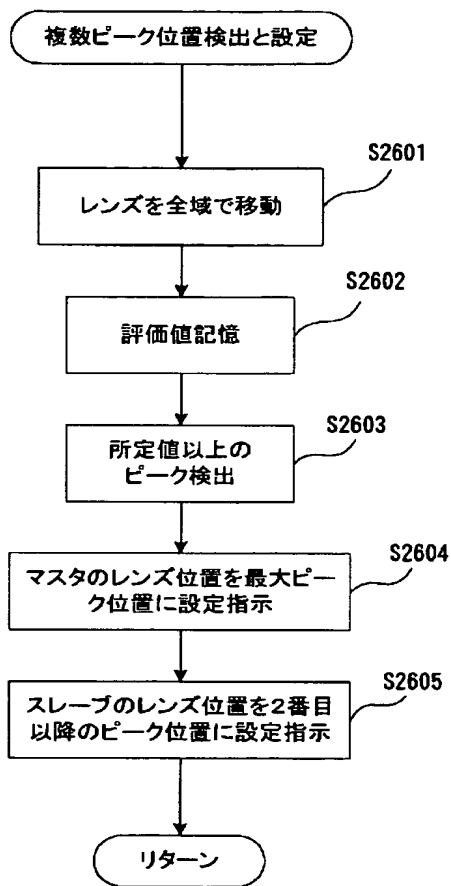 複数ピーク位置検出と設定
S2601
レンズを全域で移動
S2602
評価値記憶
S2603
所定値以上の
ピーク検出
S2604
マスタのレンズ位置を最大ピー
ク位置に設定指示
S2605
スレーブのレンズ位置を2番目
以降のピーク位置に設定指示
リターン